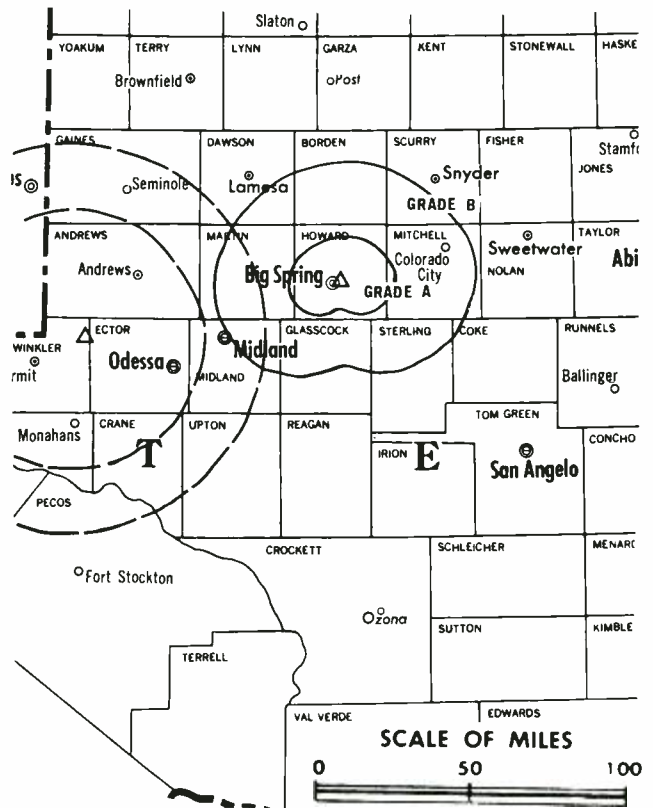 Slaton
YOAKUM TERRY LYNN GARZA KENT STONEWALL HASKE
Brownfield Post
GAINES DAWSON BORDEN SCURRY FISHER Stamf
JONES
Seminole Lamesa Snyder
GRADE B
ANDREWS MARTIN HOWARD MITCHELL TAYLOR
Sweetwater
Colorado
City
Andrews Big Spring NOLAN Abi
GRADE A
ECTOR GLASSCOCK STERLING COKE RUNNELS
WINKLER Midland
rmit Odessa MIDLAND Ballinger
TOM GREEN
Monahans CRANE UPTON REAGAN CONCHO
T IRION E San Angelo
PECOS
CROCKETT SCHLEICHER MENARD
Fort Stockton
Ozona
SUTTON KIMBLE
TERRELL
VAL VERDE EDWARDS
SCALE OF MILES
0 50 100